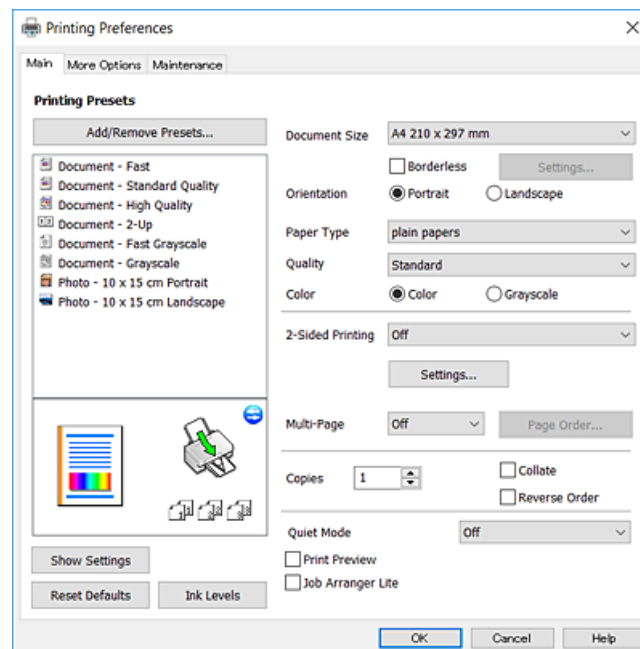 Printing Preferences
Main More Options Maintenance
Printing Presets
Add/Remove Presets...
Document - Fast
Document - Standard Quality
Document - High Quality
Document - 2-Up
Document - Fast Grayscale
Document - Grayscale
Photo - 10 x 15 cm Portrait
Photo - 10 x 15 cm Landscape
Show Settings
Reset Defaults Ink Levels
Document Size A4 210 x 297 mm
Borderless Settings...
Orientation Portrait Landscape
Paper Type plain papers
Quality Standard
Color Color Grayscale
2-Sided Printing Off
Settings...
Multi-Page Off Page Order...
Copies 1 Collate
Reverse Order
Quiet Mode Off
Print Preview
Job Arranger Lite
OK Cancel Help